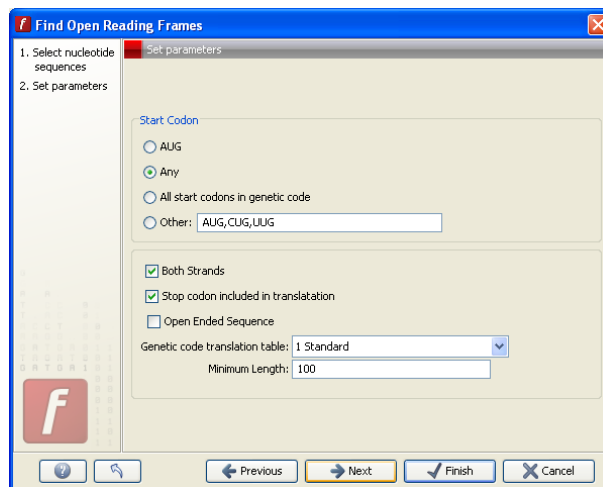 Find Open Reading Frames
1. Select nucleotide
sequences
2. Set parameters
Set parameters
Start Codon
AUG
Any
All start codons in genetic code
Other: AUG,CUG,UUG
Both Strands
Stop codon included in translatation
Open Ended Sequence
Genetic code translation table: 1 Standard
Minimum Length: 100
Previous Next Finish Cancel